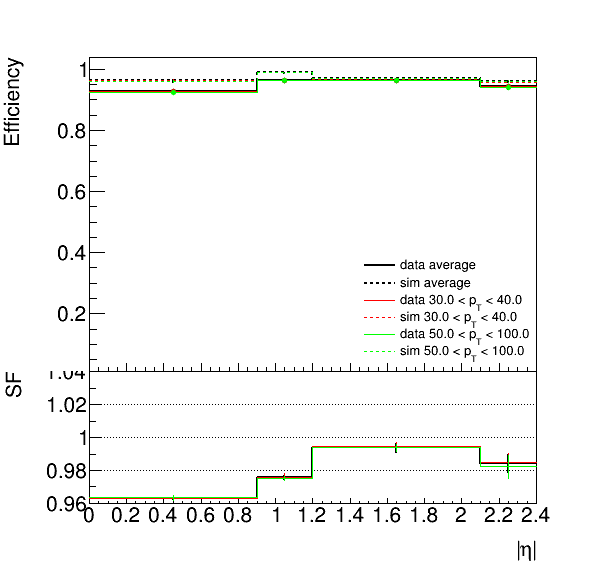 Efficiency
1
0.8
0.6
0.4
0.2
data average
sim average
data 30.0 < p_T < 40.0
sim 30.0 < p_T < 40.0
data 50.0 < p_T < 100.0
sim 50.0 < p_T < 100.0
SF
1.04
1.02
1
0.98
0.96
0 0.2 0.4 0.6 0.8 1 1.2 1.4 1.6 1.8 2 2.2 2.4
|η|